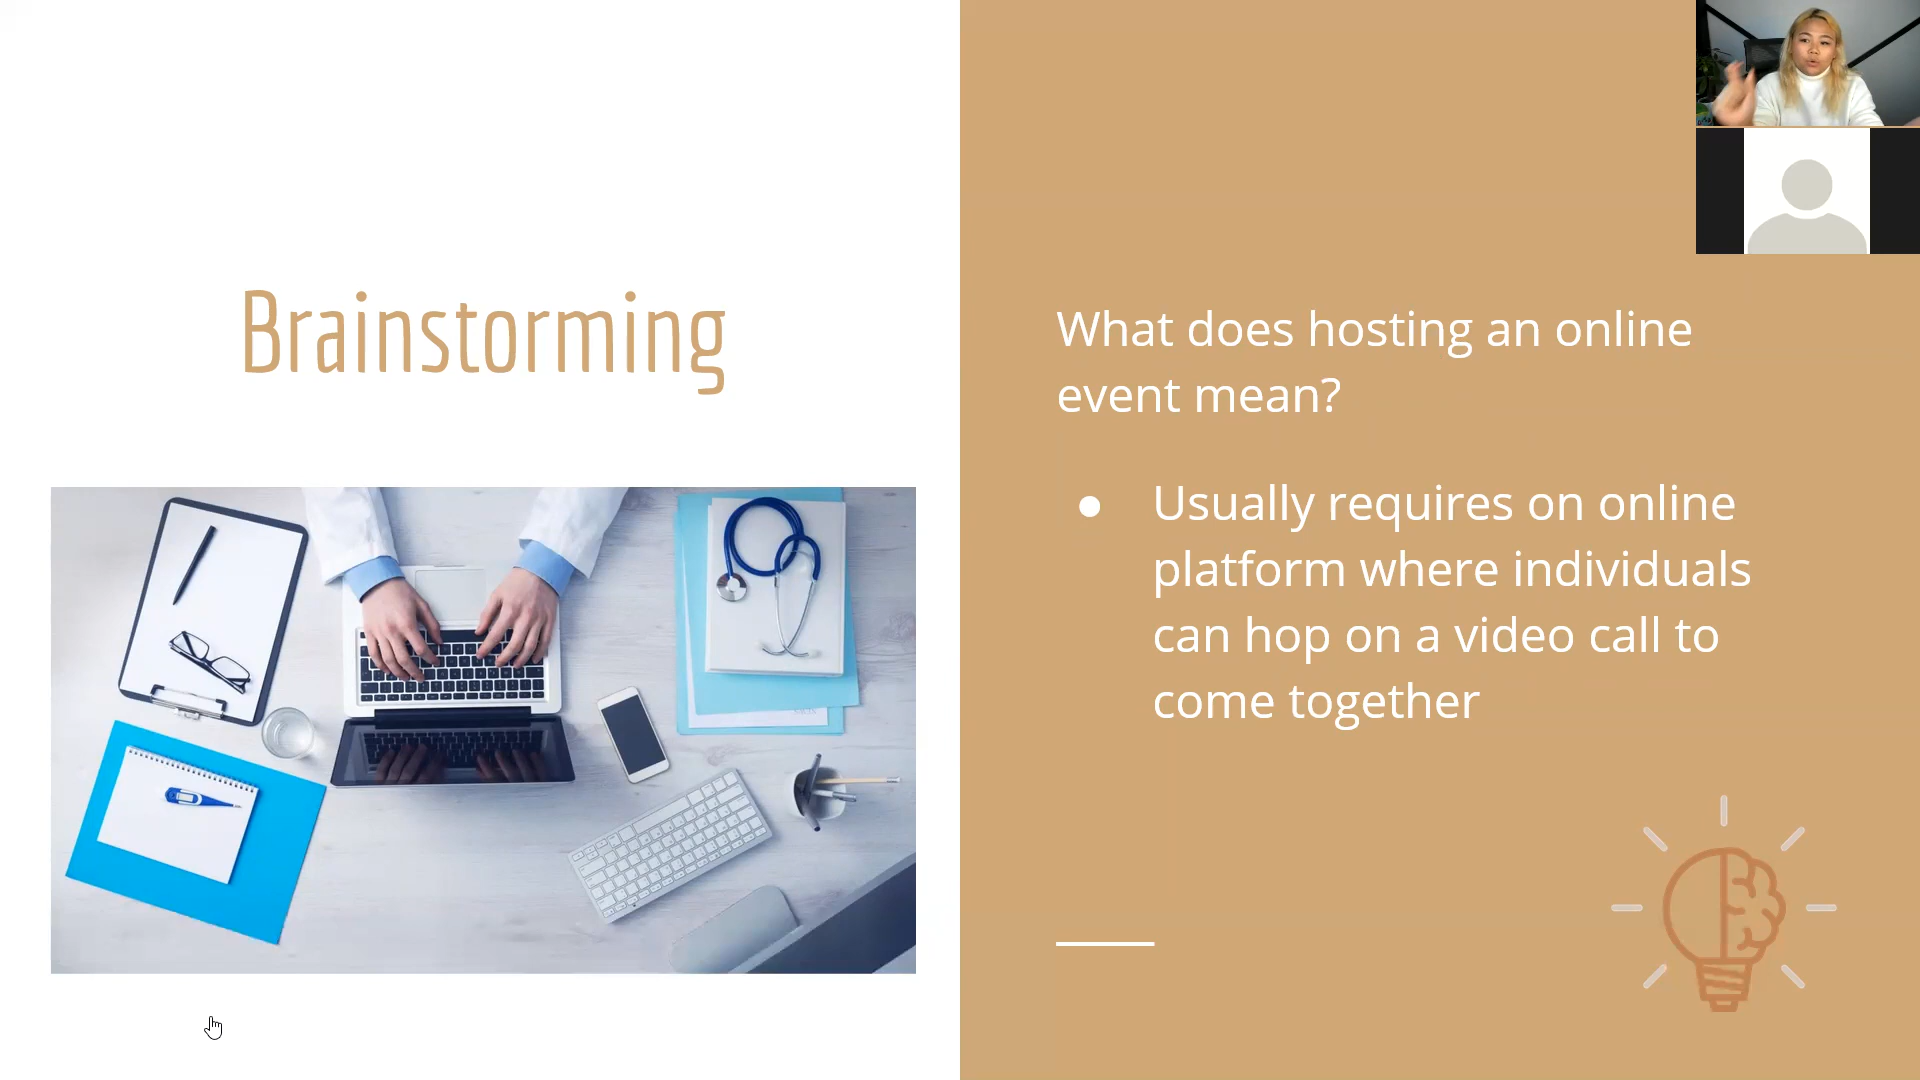 Brainstorming
What does hosting an online
event mean?
● Usually requires on online
platform where individuals
can hop on a video call to
come together